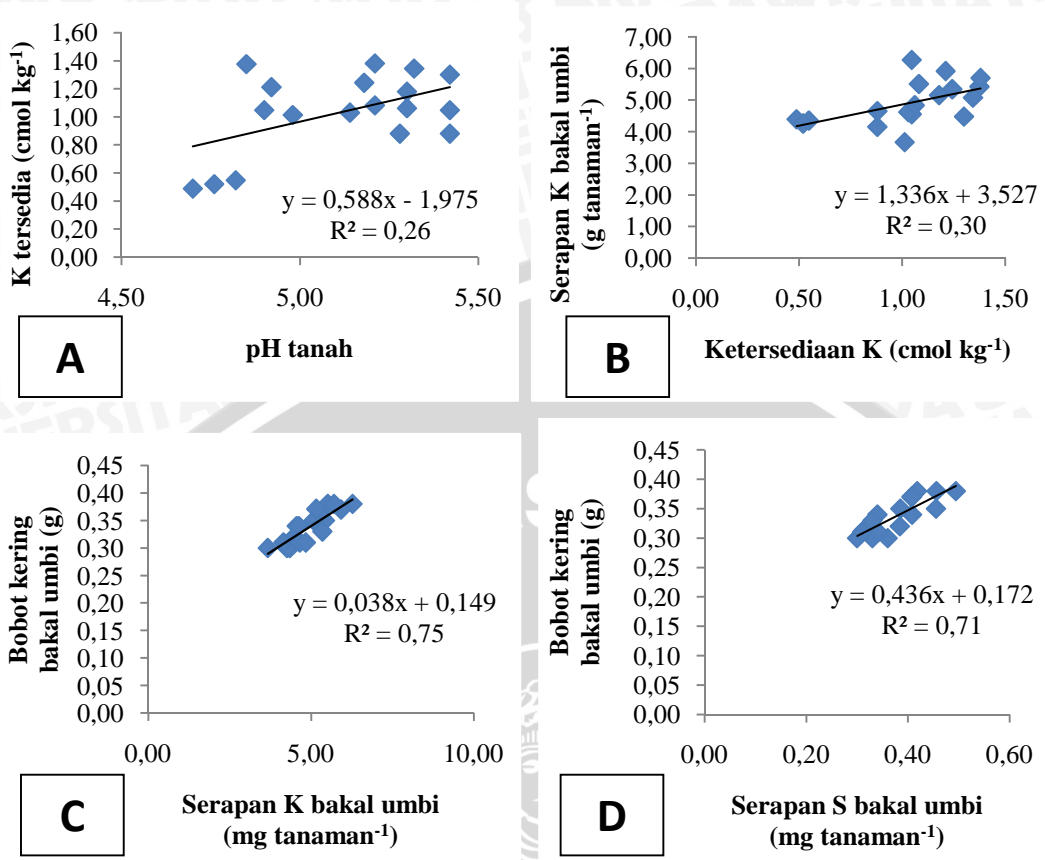 K tersedia (cmol kg⁻¹)
1,60
1,40
1,20
1,00
0,80
0,60
0,40
0,20
0,00
y = 0,588x - 1,975
R² = 0,26
4,50 5,00 5,50
pH tanah
A
Serapan K bakal umbi
(g tanaman⁻¹)
7,00
6,00
5,00
4,00
3,00
2,00
1,00
0,00
y = 1,336x + 3,527
R² = 0,30
0,00 0,50 1,00 1,50
Ketersediaan K (cmol kg⁻¹)
B
Bobot kering
bakal umbi (g)
0,45
0,40
0,35
0,30
0,25
0,20
0,15
0,10
0,05
0,00
y = 0,038x + 0,149
R² = 0,75
0,00 5,00 10,00
Serapan K bakal umbi
(mg tanaman⁻¹)
C
Bobot kering
bakal umbi (g)
0,45
0,40
0,35
0,30
0,25
0,20
0,15
0,10
0,05
0,00
y = 0,436x + 0,172
R² = 0,71
0,00 0,20 0,40 0,60
Serapan S bakal umbi
(mg tanaman⁻¹)
D